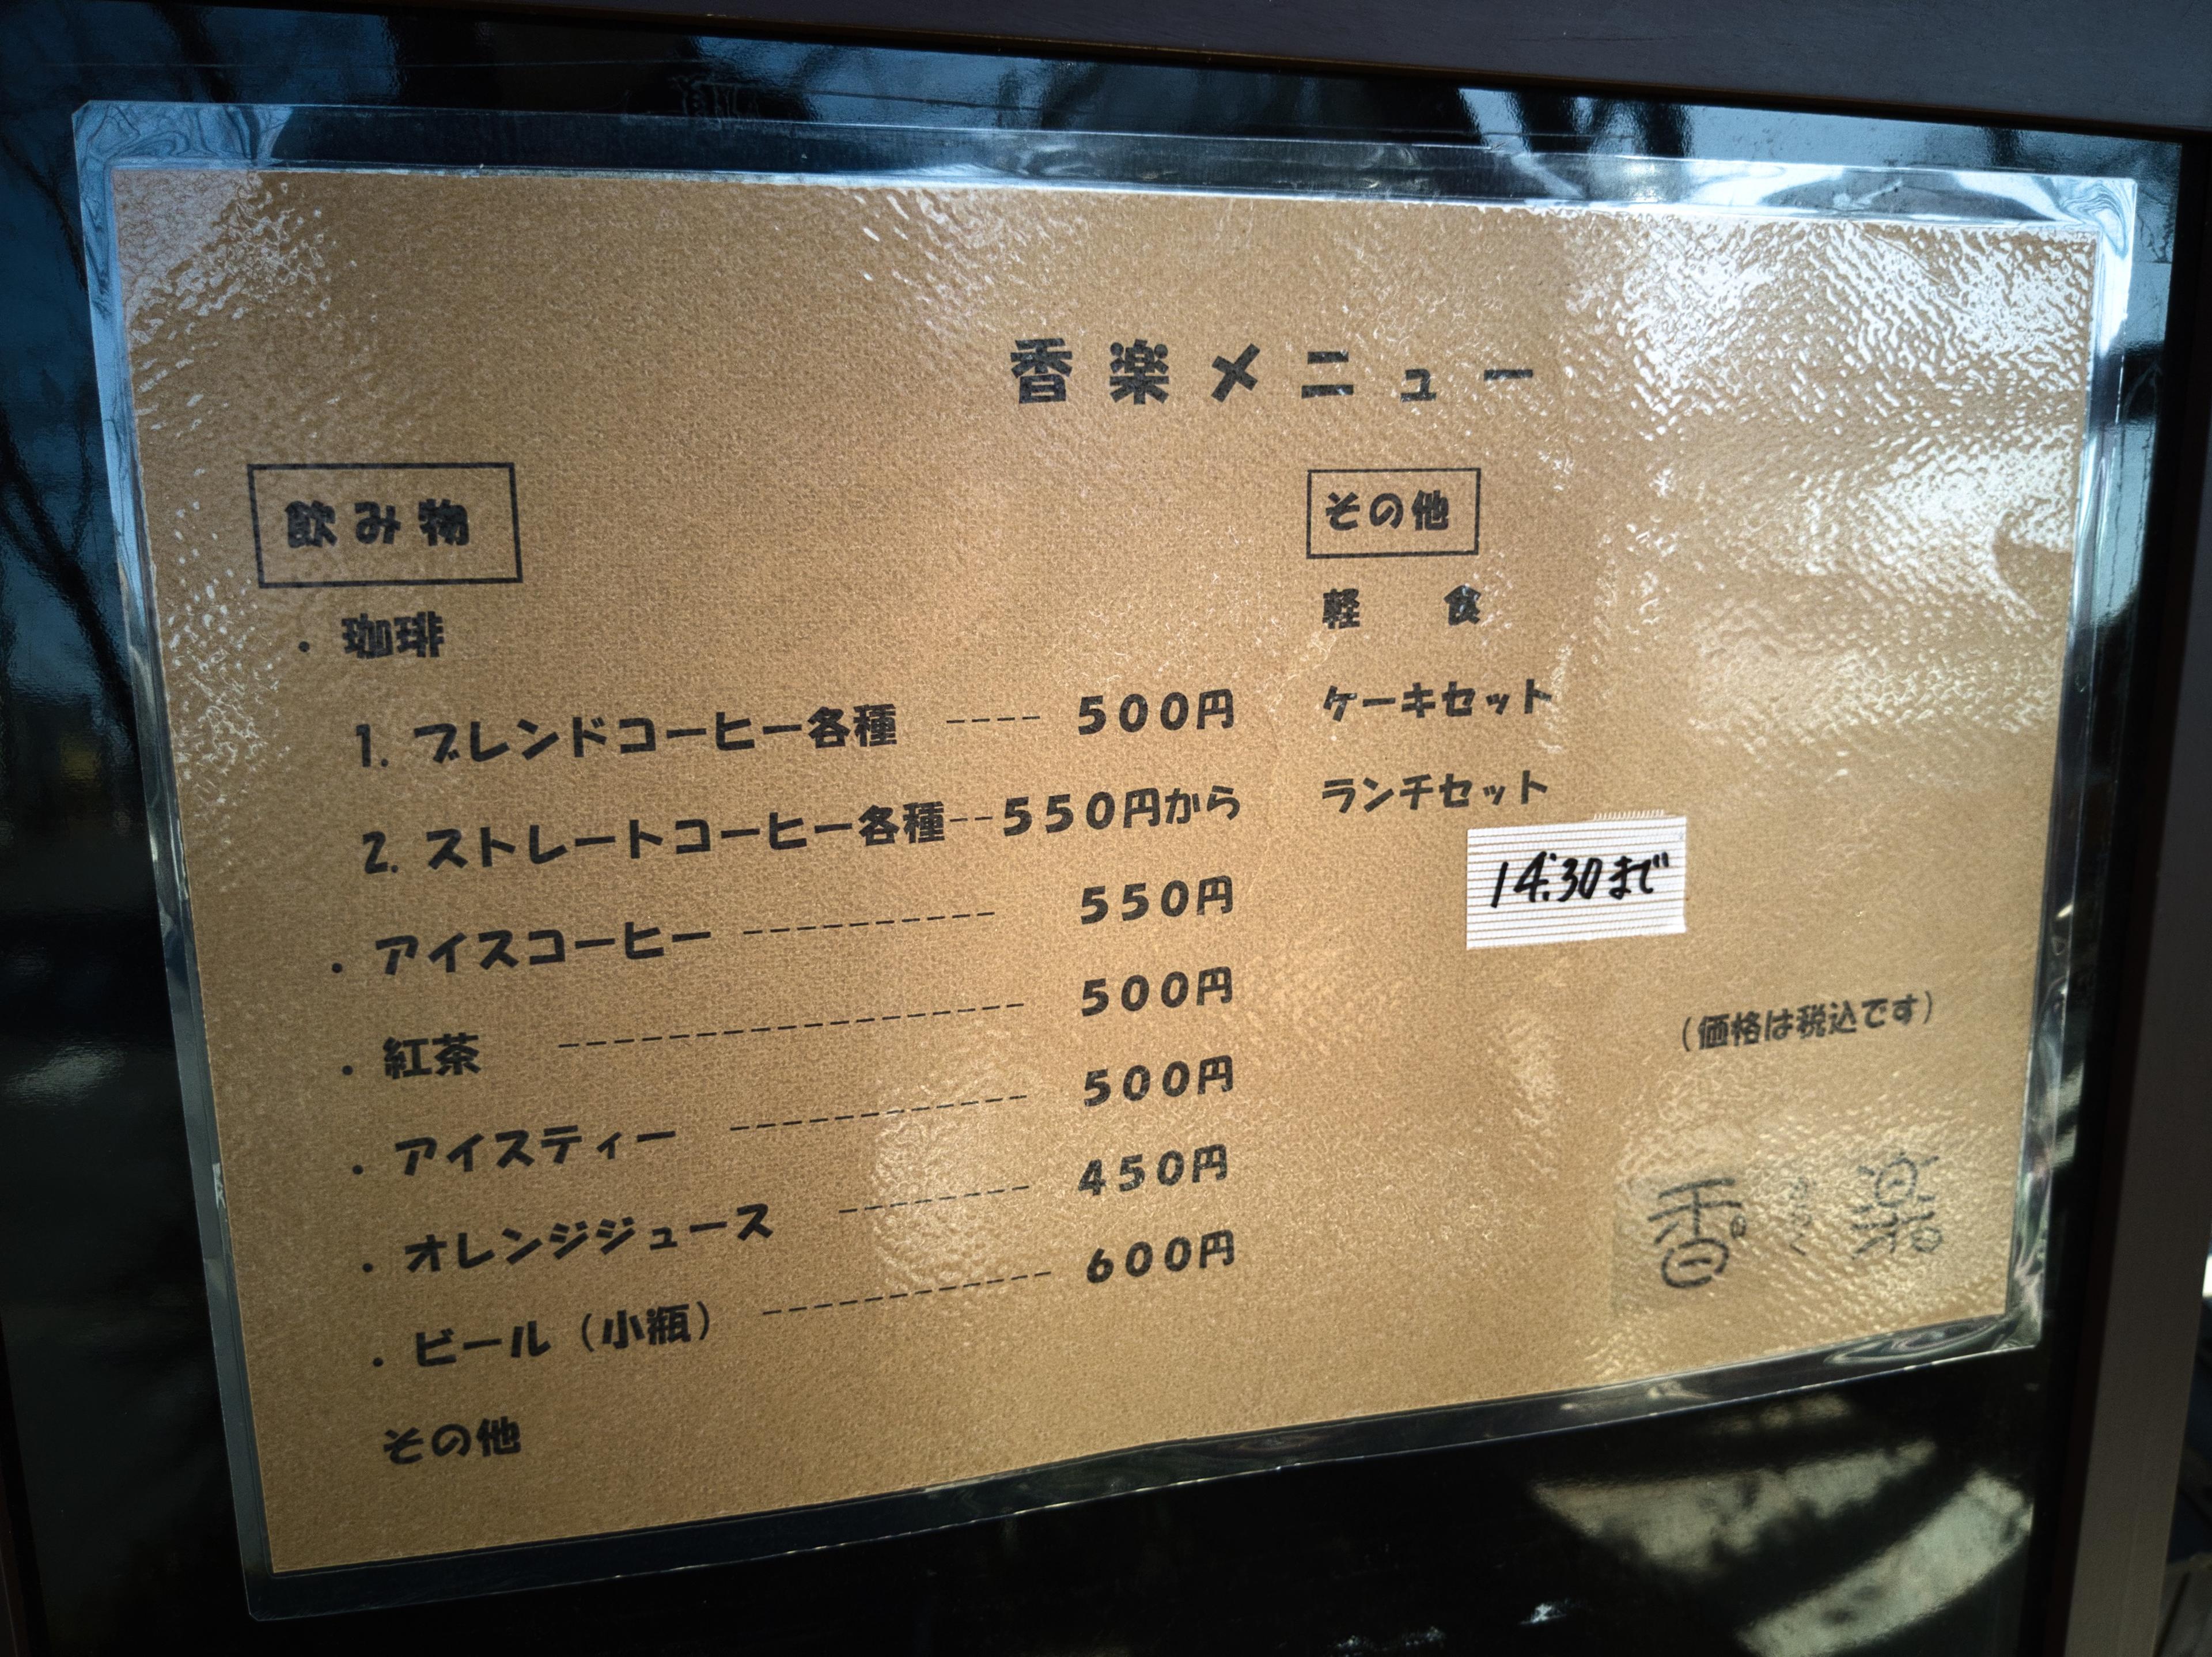 香楽メニュー
飲み物
・珈琲
1. ブレンドコーヒー各種 ---- 500円
2. ストレートコーヒー各種--550円から
・アイスコーヒー ----------- 550円
・紅茶 -------------------- 500円
・アイスティー ------------- 500円
・オレンジジュース -------- 450円
・ビール（小瓶） ------------- 600円
その他
その他
軽　食
ケーキセット
ランチセット
14:30まで
（価格は税込です）
香 楽